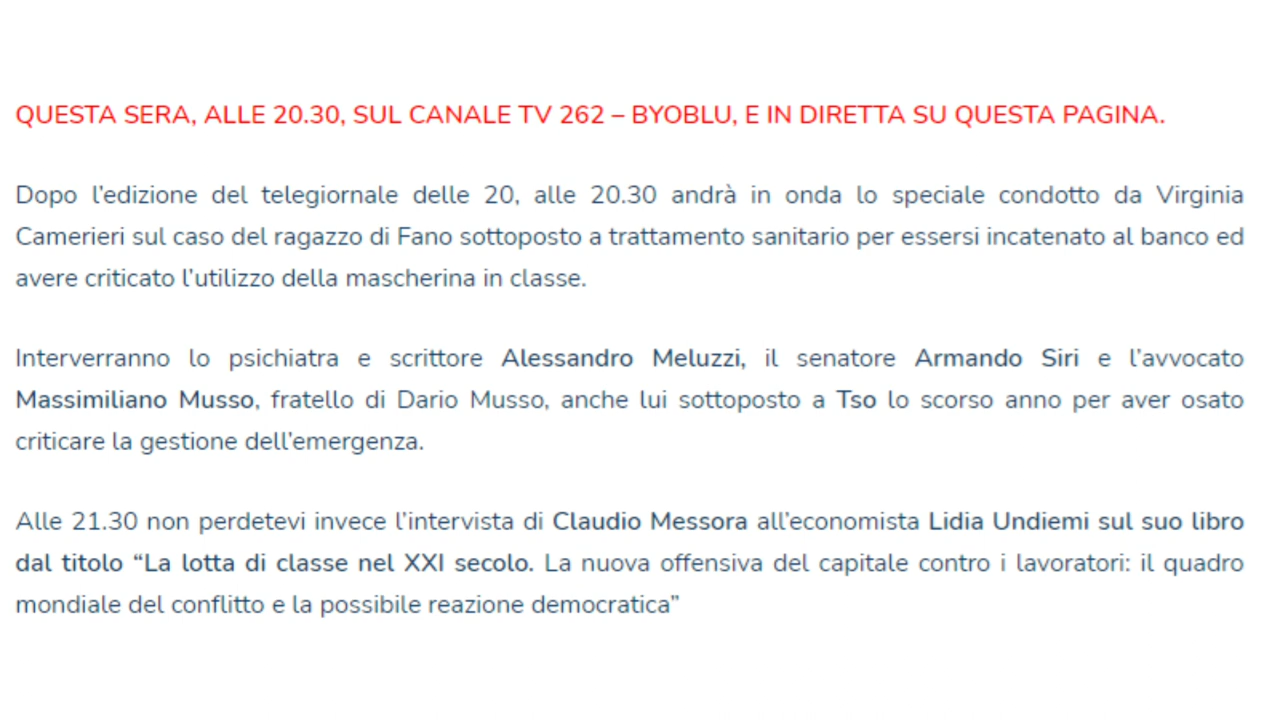 QUESTA SERA, ALLE 20.30, SUL CANALE TV 262 – BYOBLU, E IN DIRETTA SU QUESTA PAGINA.
Dopo l’edizione del telegiornale delle 20, alle 20.30 andrà in onda lo speciale condotto da Virginia
Camerieri sul caso del ragazzo di Fano sottoposto a trattamento sanitario per essersi incatenato al banco ed
avere criticato l’utilizzo della mascherina in classe.
Interverranno lo psichiatra e scrittore Alessandro Meluzzi, il senatore Armando Siri e l’avvocato
Massimiliano Musso, fratello di Dario Musso, anche lui sottoposto a Tso lo scorso anno per aver osato
criticare la gestione dell’emergenza.
Alle 21.30 non perdetevi invece l’intervista di Claudio Messora all’economista Lidia Undiemi sul suo libro
dal titolo “La lotta di classe nel XXI secolo. La nuova offensiva del capitale contro i lavoratori: il quadro
mondiale del conflitto e la possibile reazione democratica”